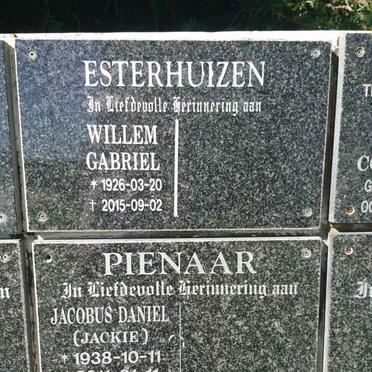 ESTERHUIZEN
In Liefdevolle Herinnering aan
WILLEM
GABRIEL
* 1926-03-20
† 2015-09-02
PIENAAR
In Liefdevolle Herinnering aan
JACOBUS DANIEL
(JACKIE)
* 1938-10-11